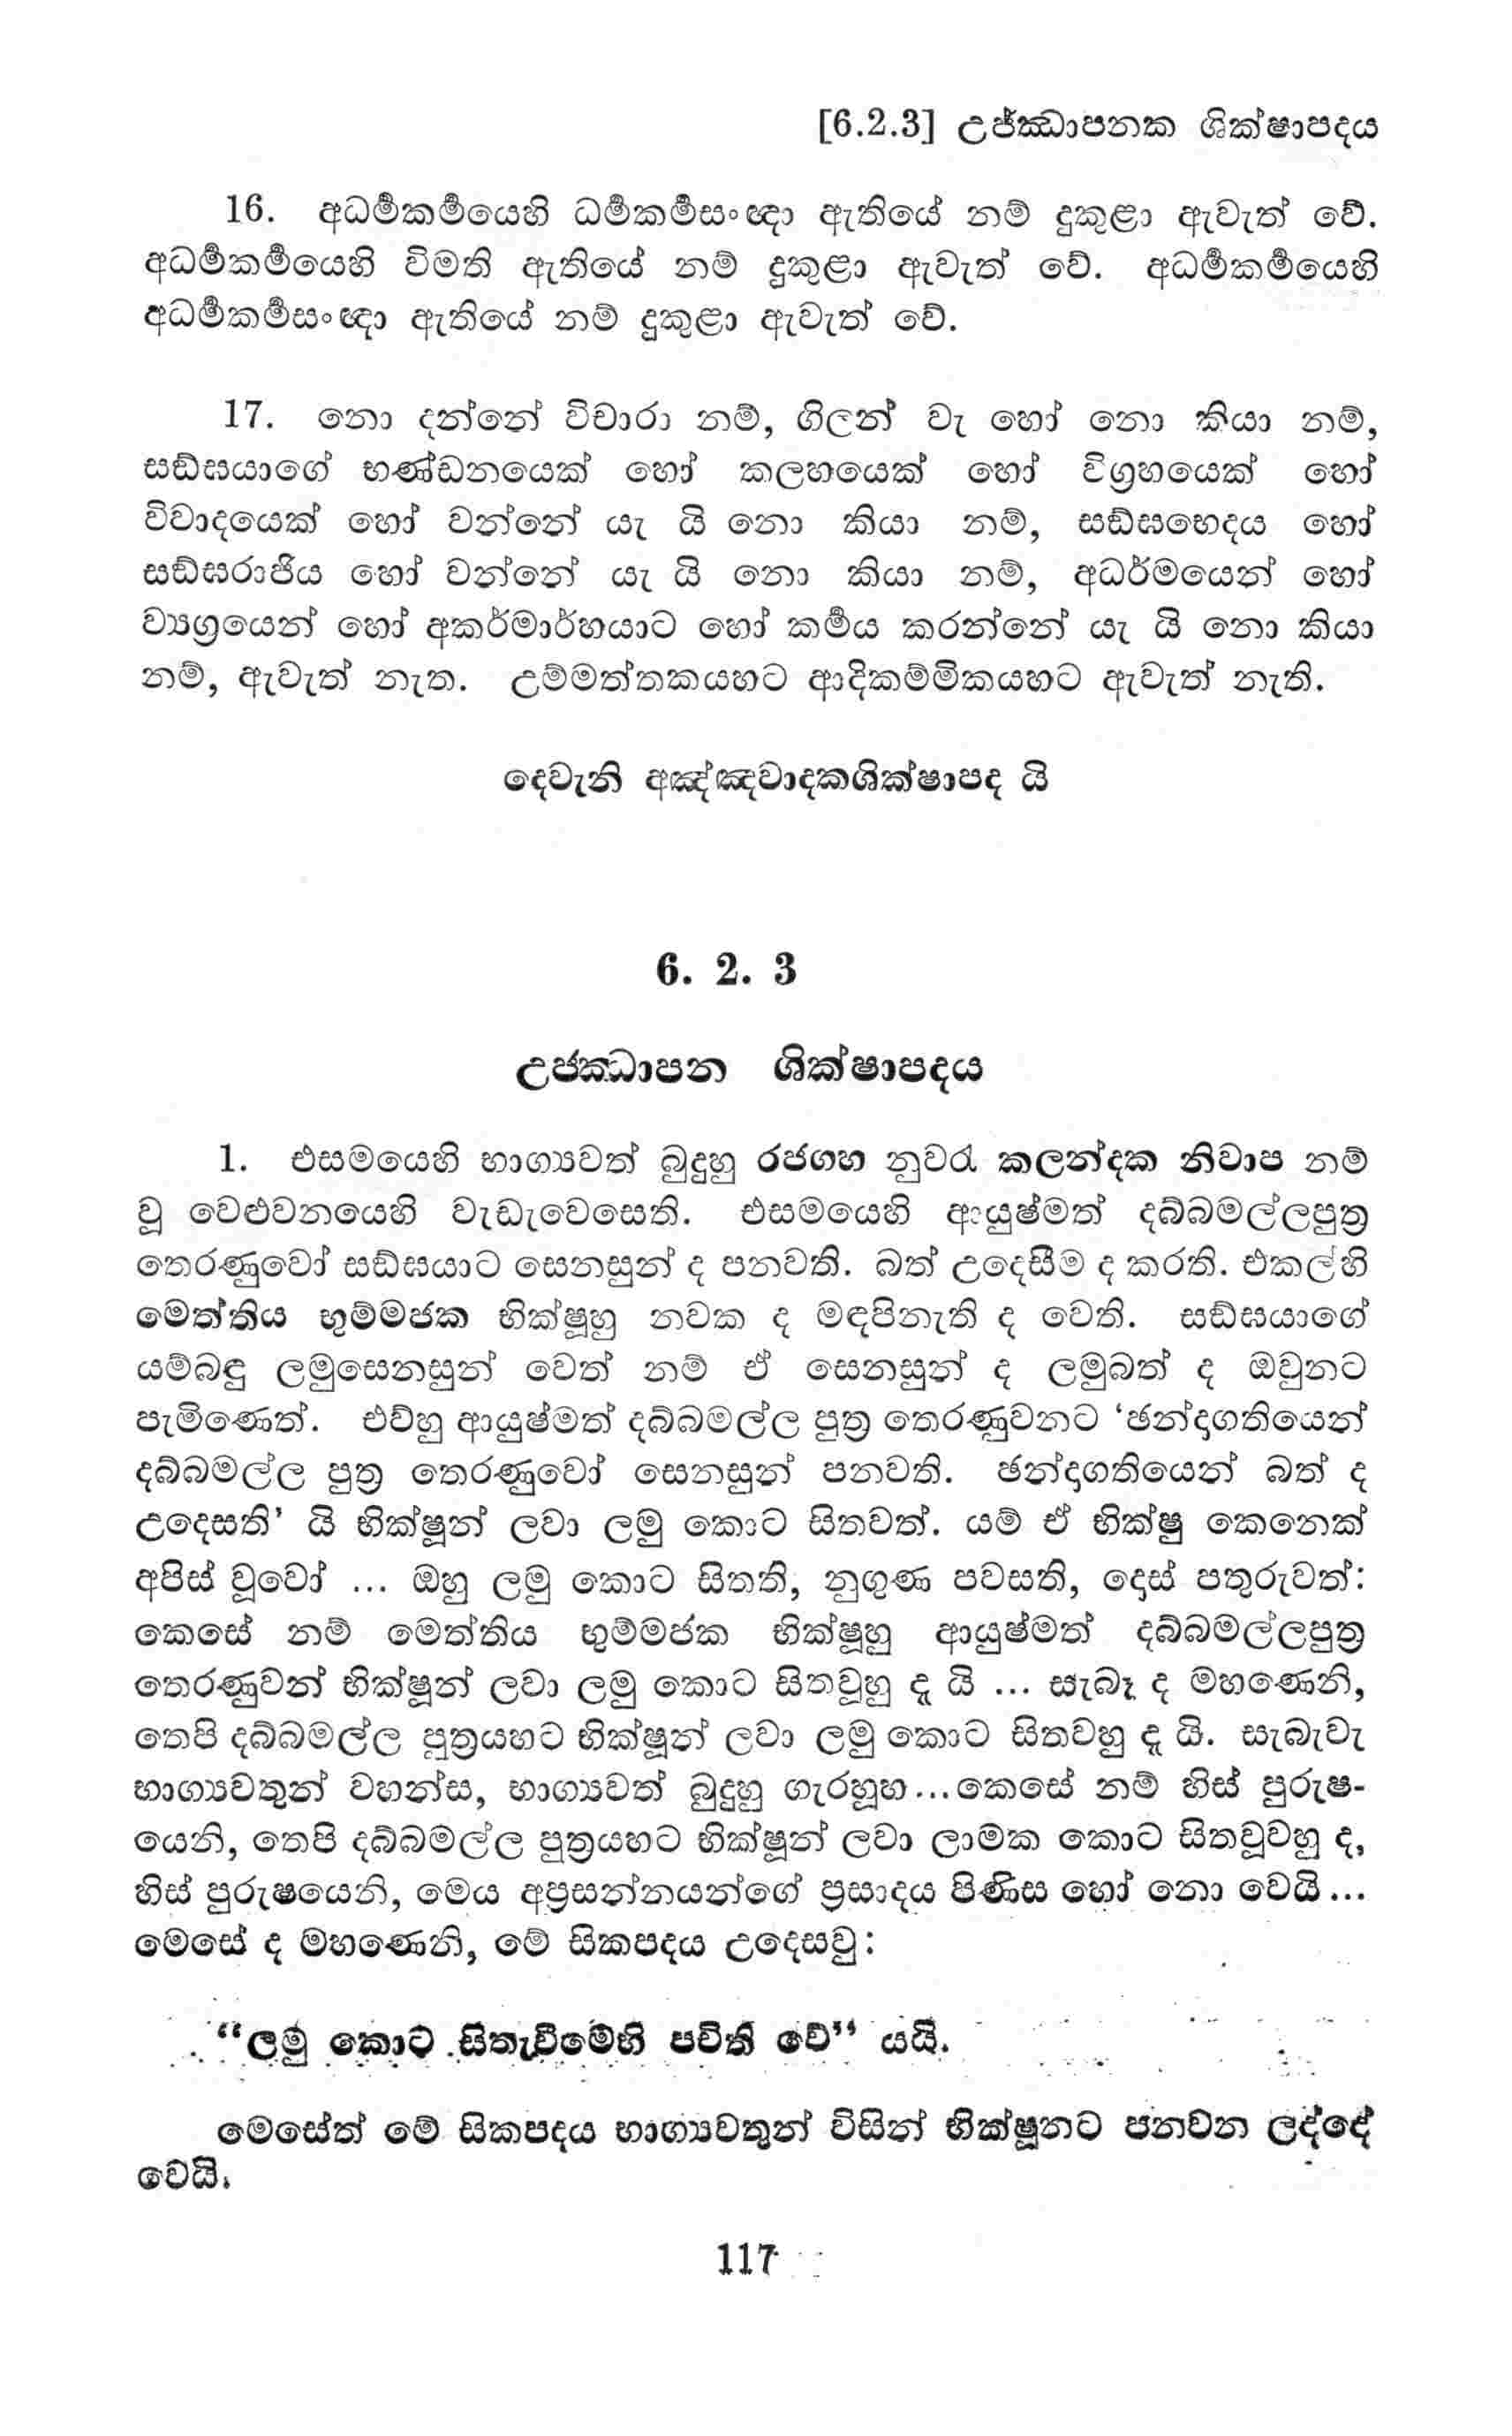 [6.2.3] උජ්ඣාපනක ශික්ෂාපදය
16. අධර්‍මකර්‍මයෙහි ධර්‍මකර්‍මසංඥා ඇතියේ නම් දුකුළා ඇවැත් වේ.
අධර්‍මකර්‍මයෙහි විමති ඇතියේ නම් දුකුළා ඇවැත් වේ. අධර්‍මකර්‍මයෙහි
අධර්‍මකර්‍මසංඥා ඇතියේ නම් දුකුළා ඇවැත් වේ.
17. නො දන්නේ විචාරා නම්, ගිලන් වැ හෝ නො කියා නම්,
සඞ්ඝයාගේ භණ්ඩනයෙක් හෝ කලහයෙක් හෝ විග්‍රහයෙක් හෝ
විවාදයෙක් හෝ වන්නේ යැ යි නො කියා නම්, සඞ්ඝභෙදය හෝ
සඞ්ඝරාජිය හෝ වන්නේ යැ යි නො කියා නම්, අධර්මයෙන් හෝ
ව්‍යග්‍රයෙන් හෝ අකර්මාර්හයාට හෝ කර්‍මය කරන්නේ යැ යි නො කියා
නම්, ඇවැත් නැත. උම්මත්තකයහට ආදිකම්මිකයහට ඇවැත් නැති.
දෙවැනි අඤ්ඤවාදකශික්ෂාපද යි
6. 2. 3
උජඣාපන ශික්ෂාපදය
1. එසමයෙහි භාග්‍යවත් බුදුහු රජගහ නුවර කලන්දක නිවාප නම්
වූ වෙළුවනයෙහි වැඩැවෙසෙති. එසමයෙහි ආයුෂ්මත් දබ්බමල්ලපුත්‍ර
තෙරණුවෝ සඞ්ඝයාට සෙනසුන් ද පනවති. බත් උදෙසීම ද කරති. එකල්හි
මෙත්තිය භුම්මජක භික්ෂූහු නවක ද මඳපිනැති ද වෙති. සඞ්ඝයාගේ
යම්බඳු ලමුසෙනසුන් වෙත් නම් ඒ සෙනසුන් ද ලමුබත් ද ඔවුනට
පැමිණෙත්. එව්හු ආයුෂ්මත් දබ්බමල්ල පුත්‍ර තෙරණුවනට ‘ඡන්දාගතියෙන්
දබ්බමල්ල පුත්‍ර තෙරණුවෝ සෙනසුන් පනවති. ඡන්දාගතියෙන් බත් ද
උදෙසති’ යි භික්ෂූන් ලවා ලමු කොට සිතවත්. යම් ඒ භික්ෂු කෙනෙක්
අපිස් වූවෝ ... ඔහු ලමු කොට සිතති, නුගුණ පවසති, දොස් පතුරුවත්:
කෙසේ නම් මෙත්තිය භුම්මජක භික්ෂූහු ආයුෂ්මත් දබ්බමල්ලපුත්‍ර
තෙරණුවන් භික්ෂූන් ලවා ලමු කොට සිතවූහු දැ යි ... සැබෑ ද මහණෙනි,
තෙපි දබ්බමල්ල පුත්‍රයහට භික්ෂූන් ලවා ලමු කොට සිතවහු දැ යි. සැබැවැ
භාග්‍යවතුන් වහන්ස, භාග්‍යවත් බුදුහු ගැරහූහ...කෙසේ නම් හිස් පුරුෂ-
යෙනි, තෙපි දබ්බමල්ල පුත්‍රයහට භික්ෂූන් ලවා ලාමක කොට සිතවූවහු ද,
හිස් පුරුෂයෙනි, මෙය අප්‍රසන්නයන්ගේ ප්‍රසාදය පිණිස හෝ නො වෙයි...
මෙසේ ද මහණෙනි, මේ සිකපදය උදෙසවු:
“ලමු කොට සිතැවීමෙහි පචිති වේ” යයි.
මෙසේත් මේ සිකපදය භාග්‍යවතුන් විසින් භික්ෂූනට පනවන ලද්දේ
වෙයි.
117